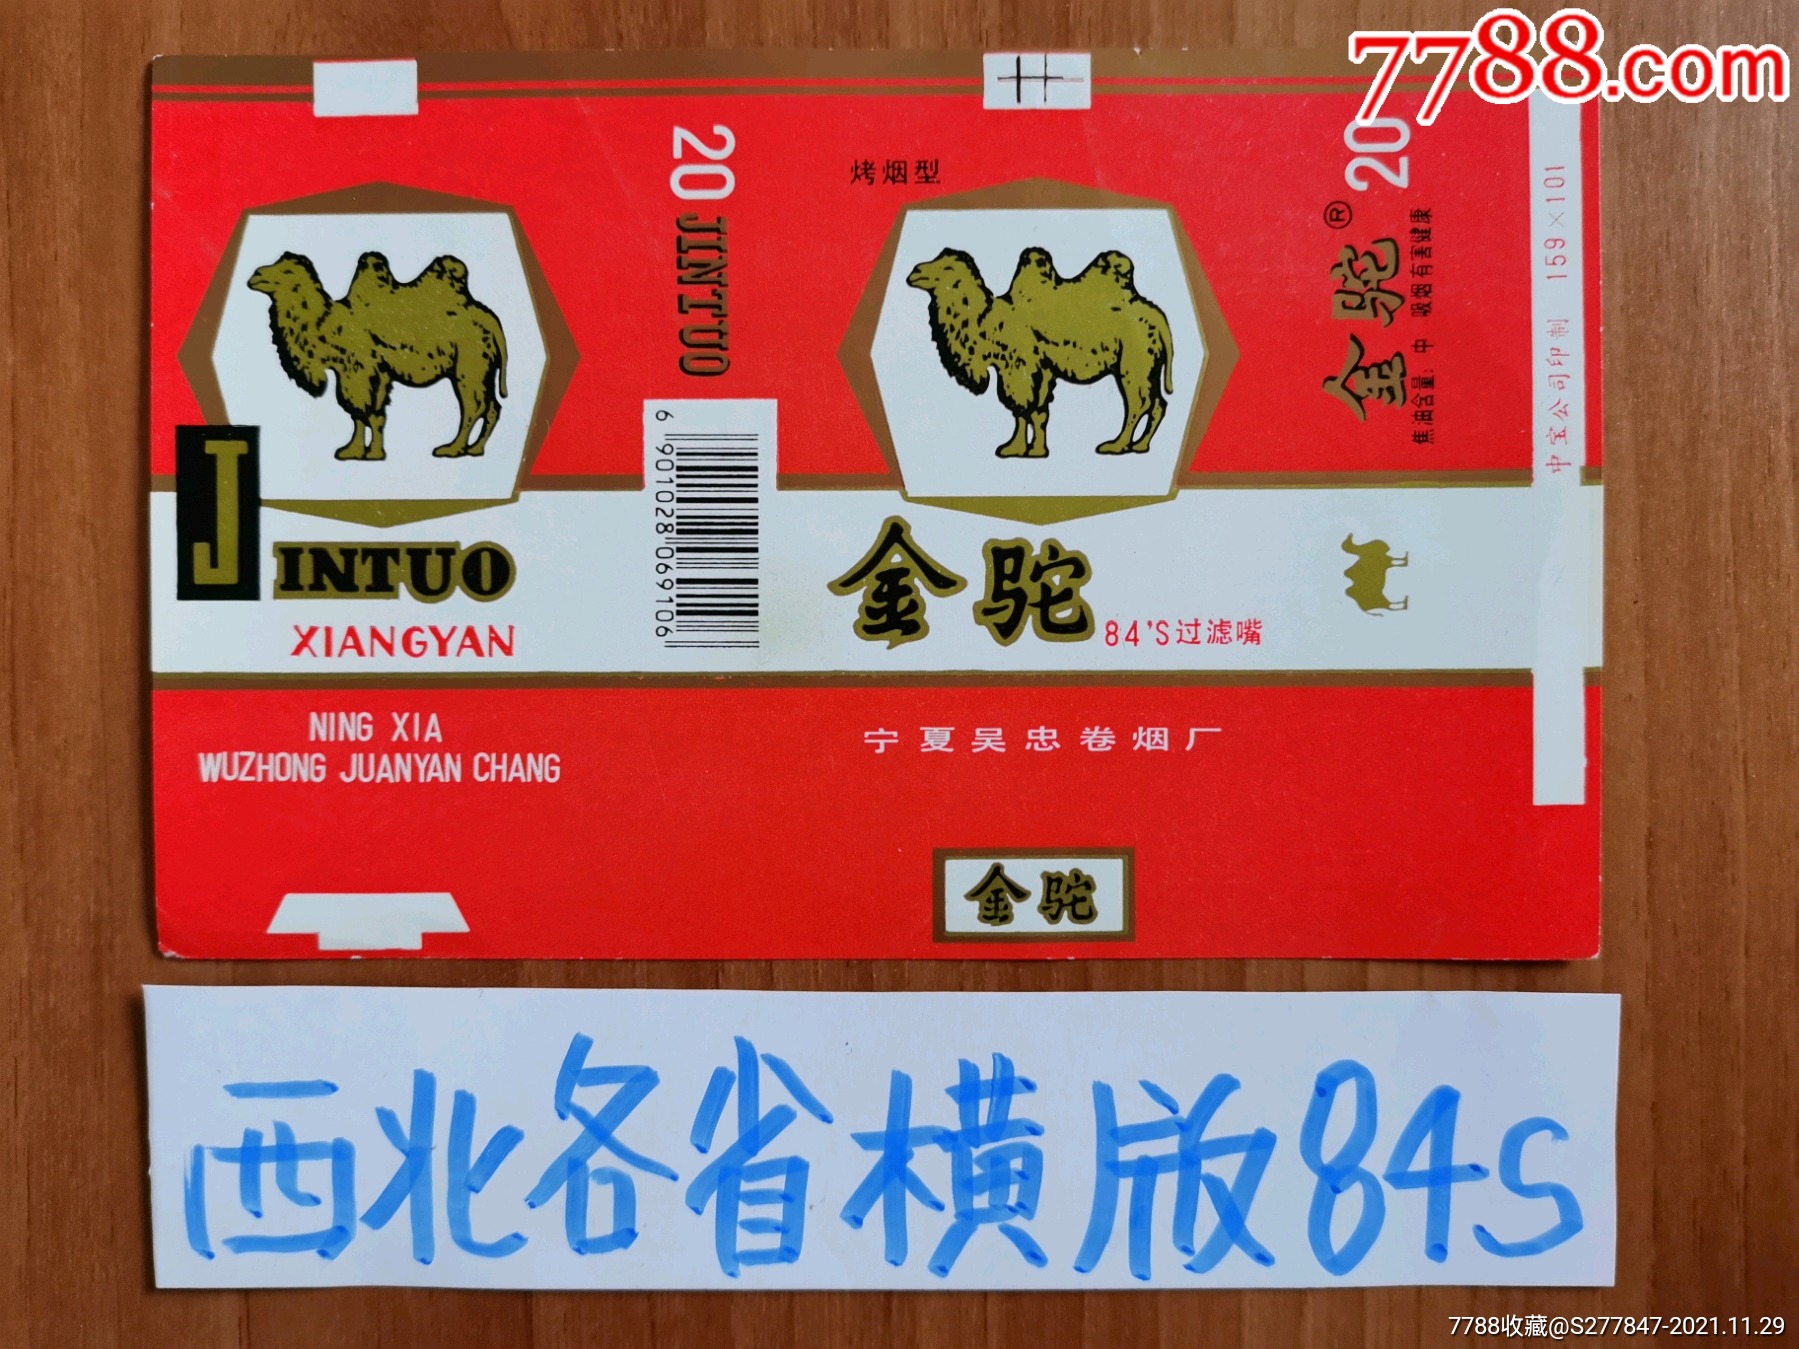 7788.com
烤烟型
20 JINTUO
20
金驼®
焦油含量：中 吸烟有害健康
中宝公司印制 159×101
6 901028 069106
JINTUO
XIANGYAN
金驼
84'S过滤嘴
NING XIA
WUZHONG JUANYAN CHANG
宁夏吴忠卷烟厂
金驼
西北各省横版84S
7788收藏@S277847-2021.11.29